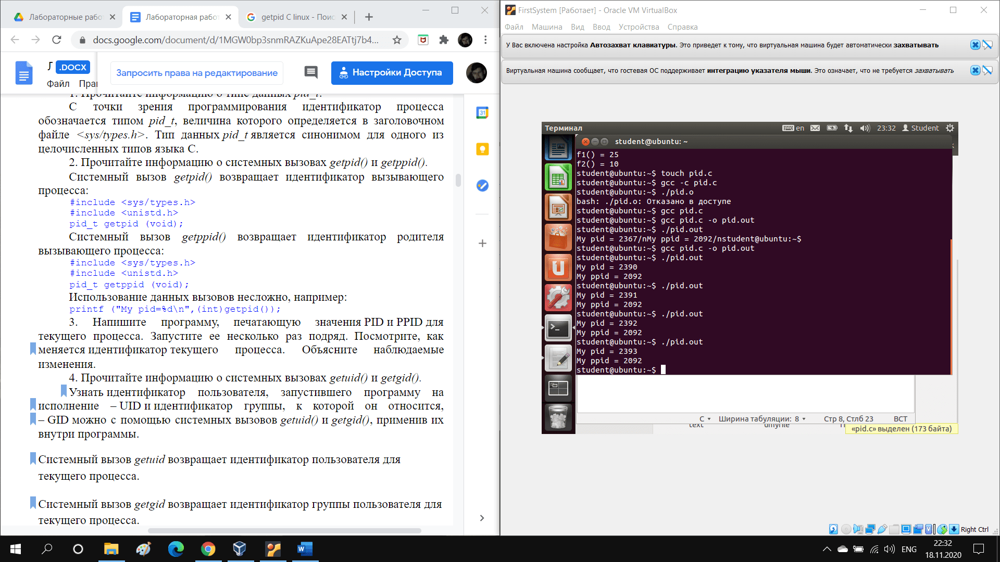 Лабораторные рабо
Лабораторная работ
getpid C linux - Поис
docs.google.com/document/d/1MGW0bp3snmRAZKuApe28EATtj7b4...
Л .DOCX
Файл Прав
Запросить права на редактирование
Настройки Доступа
1. Прочитайте информацию о типе данных pid_t.
С точки зрения программирования идентификатор процесса
обозначается типом pid_t, величина которого определяется в заголовочном
файле <sys/types.h>. Тип данных pid_t является синонимом для одного из
целочисленных типов языка C.
2. Прочитайте информацию о системных вызовах getpid() и getppid().
Системный вызов getpid() возвращает идентификатор вызывающего
процесса:
#include <sys/types.h>
#include <unistd.h>
pid_t getpid (void);
Системный вызов getppid() возвращает идентификатор родителя
вызывающего процесса:
#include <sys/types.h>
#include <unistd.h>
pid_t getppid (void);
Использование данных вызовов несложно, например:
printf ("My pid=%d\n",(int)getpid());
3. Напишите программу, печатающую значения PID и PPID для
текущего процесса. Запустите ее несколько раз подряд. Посмотрите, как
меняется идентификатор текущего процесса. Объясните наблюдаемые
изменения.
4. Прочитайте информацию о системных вызовах getuid() и getgid().
Узнать идентификатор пользователя, запустившего программу на
исполнение – UID и идентификатор группы, к которой он относится,
– GID можно с помощью системных вызовов getuid() и getgid(), применив их
внутри программы.
Системный вызов getuid возвращает идентификатор пользователя для
текущего процесса.
Системный вызов getgid возвращает идентификатор группы пользователя для
текущего процесса.
31
FirstSystem [Работает] - Oracle VM VirtualBox
Файл Машина Вид Ввод Устройства Справка
У Вас включена настройка Автозахват клавиатуры. Это приведет к тому, что виртуальная машина будет автоматически захватывать
Виртуальная машина сообщает, что гостевая ОС поддерживает интеграцию указателя мыши. Это означает, что не требуется захватывать
Терминал en 23:32 Student
student@ubuntu: ~
f1() = 25
f2() = 10
student@ubuntu:~$ touch pid.c
student@ubuntu:~$ gcc -c pid.c
student@ubuntu:~$ ./pid.o
bash: ./pid.o: Отказано в доступе
student@ubuntu:~$ gcc pid.c
student@ubuntu:~$ gcc pid.c -o pid.out
student@ubuntu:~$ ./pid.out
My pid = 2367/nMy ppid = 2092/nstudent@ubuntu:~$
student@ubuntu:~$ gcc pid.c -o pid.out
student@ubuntu:~$ ./pid.out
My pid = 2390
My ppid = 2092
student@ubuntu:~$ ./pid.out
My pid = 2391
My ppid = 2092
student@ubuntu:~$ ./pid.out
My pid = 2392
My ppid = 2092
student@ubuntu:~$ ./pid.out
My pid = 2393
My ppid = 2092
student@ubuntu:~$
C Ширина табуляции: 8 Стр 8, Стлб 23 ВСТ
text
«pid.c» выделен (173 байта)
Right Ctrl
ENG
22:32
18.11.2020